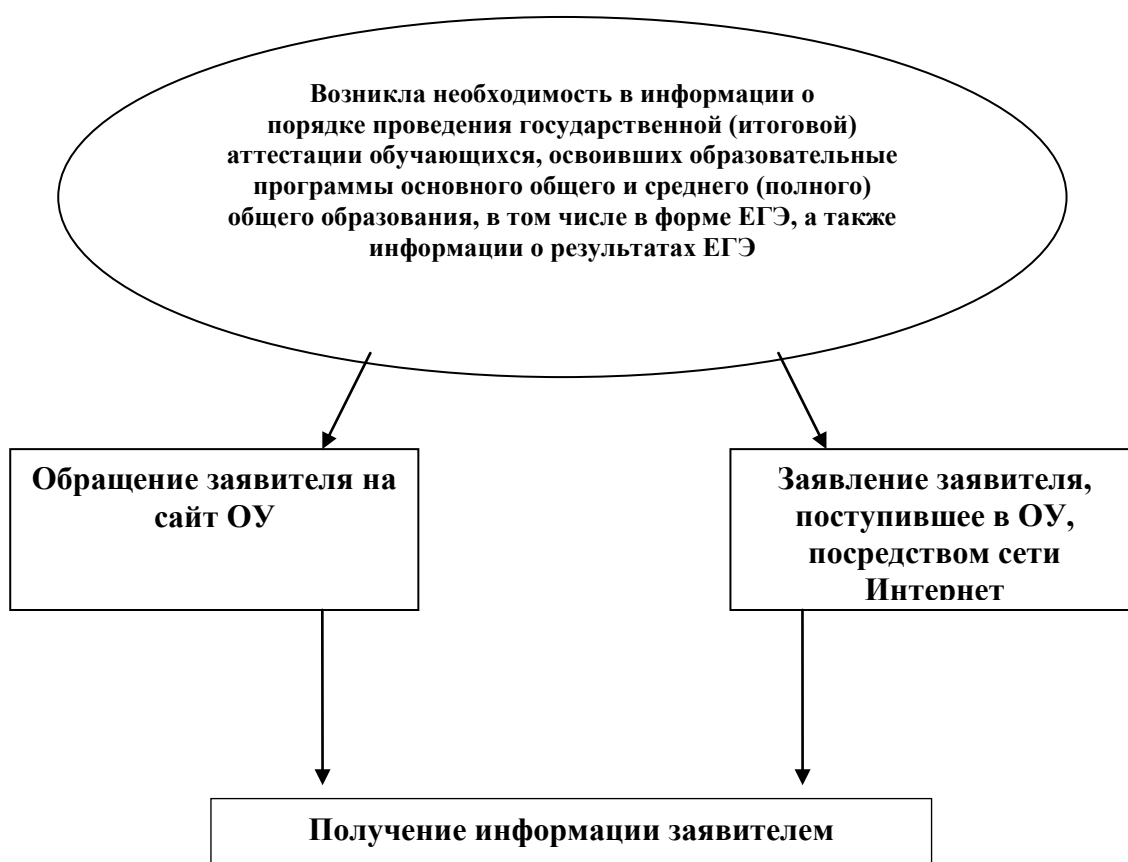 Возникла необходимость в информации о
порядке проведения государственной (итоговой)
аттестации обучающихся, освоивших образовательные
программы основного общего и среднего (полного)
общего образования, в том числе в форме ЕГЭ, а также
информации о результатах ЕГЭ
Обращение заявителя на
сайт ОУ
Заявление заявителя,
поступившее в ОУ,
посредством сети
Интернет
Получение информации заявителем